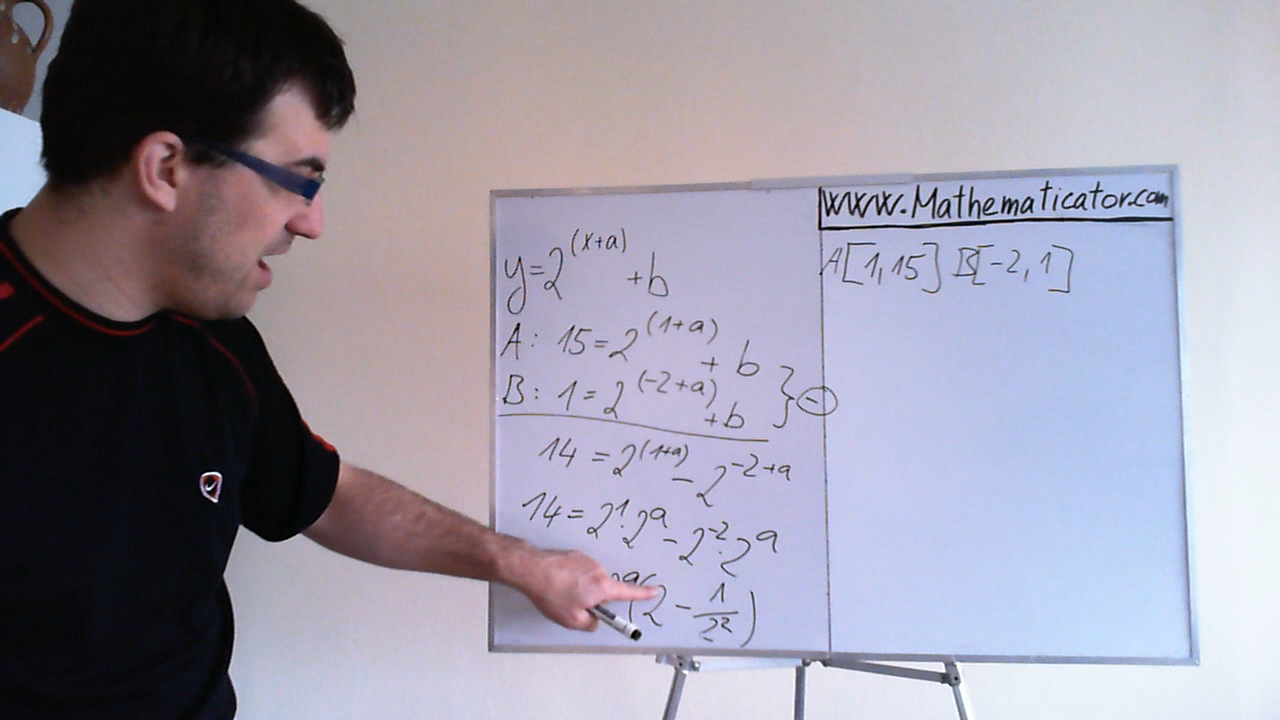 y=2^(x+a) +b
A: 15=2^(1+a) + b
B: 1=2^(-2+a) +b } ⊖
14 = 2^(1+a) - 2^-2+a
14 = 2^1·2^a - 2^-2·2^a
2^a(2 - 1/2^2)
www.Mathematicator.com
A[1,15] B[-2,1]